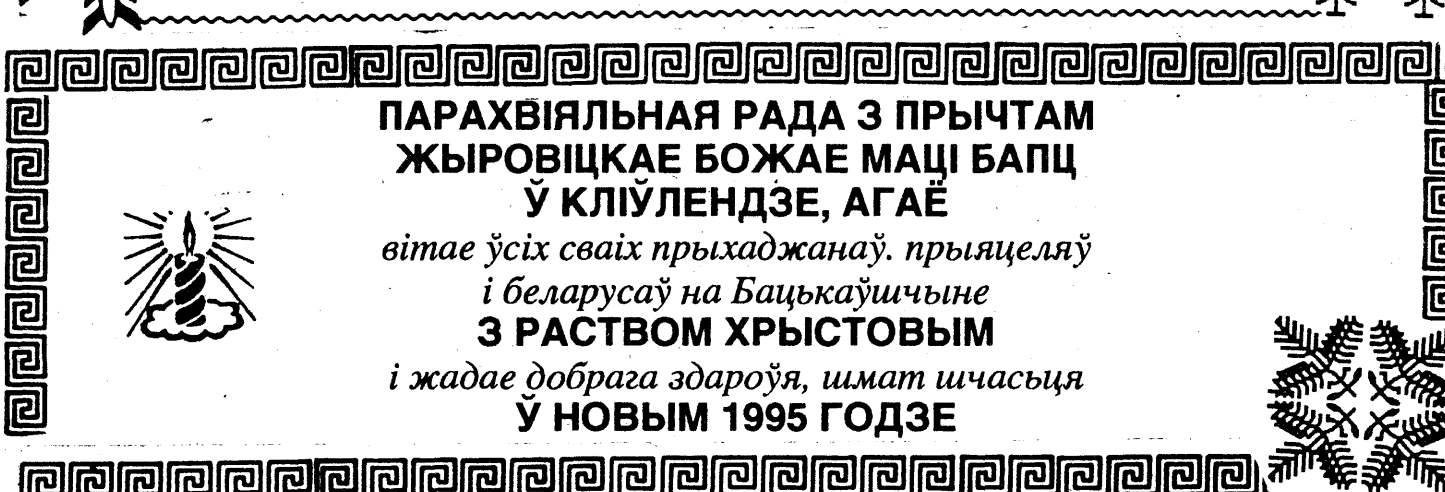 ПАРАХВІЯЛЬНАЯ РАДА З ПРЫЧТАМ
ЖЫРОВІЦКАЕ БОЖАЕ МАЦІ БАПЦ
Ў КЛІЎЛЕНДЗЕ, АГАЁ
вітае ўсіх сваіх прыхаджанаў. прыяцеляў
і беларусаў на Бацькаўшчыне
З РАСТВОМ ХРЫСТОВЫМ
і жадае добрага здароўя, шмат шчасьця
Ў НОВЫМ 1995 ГОДЗЕ